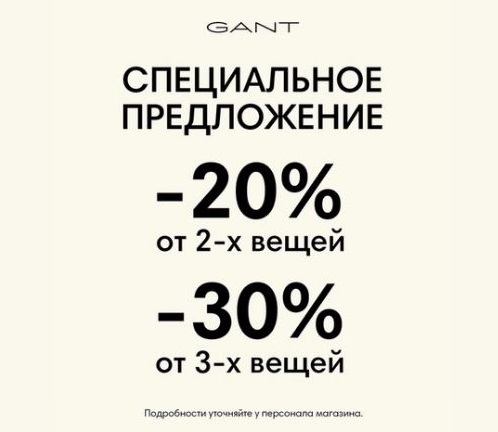 GANT
СПЕЦИАЛЬНОЕ
ПРЕДЛОЖЕНИЕ
-20%
от 2-х вещей
-30%
от 3-х вещей
Подробности уточняйте у персонала магазина.